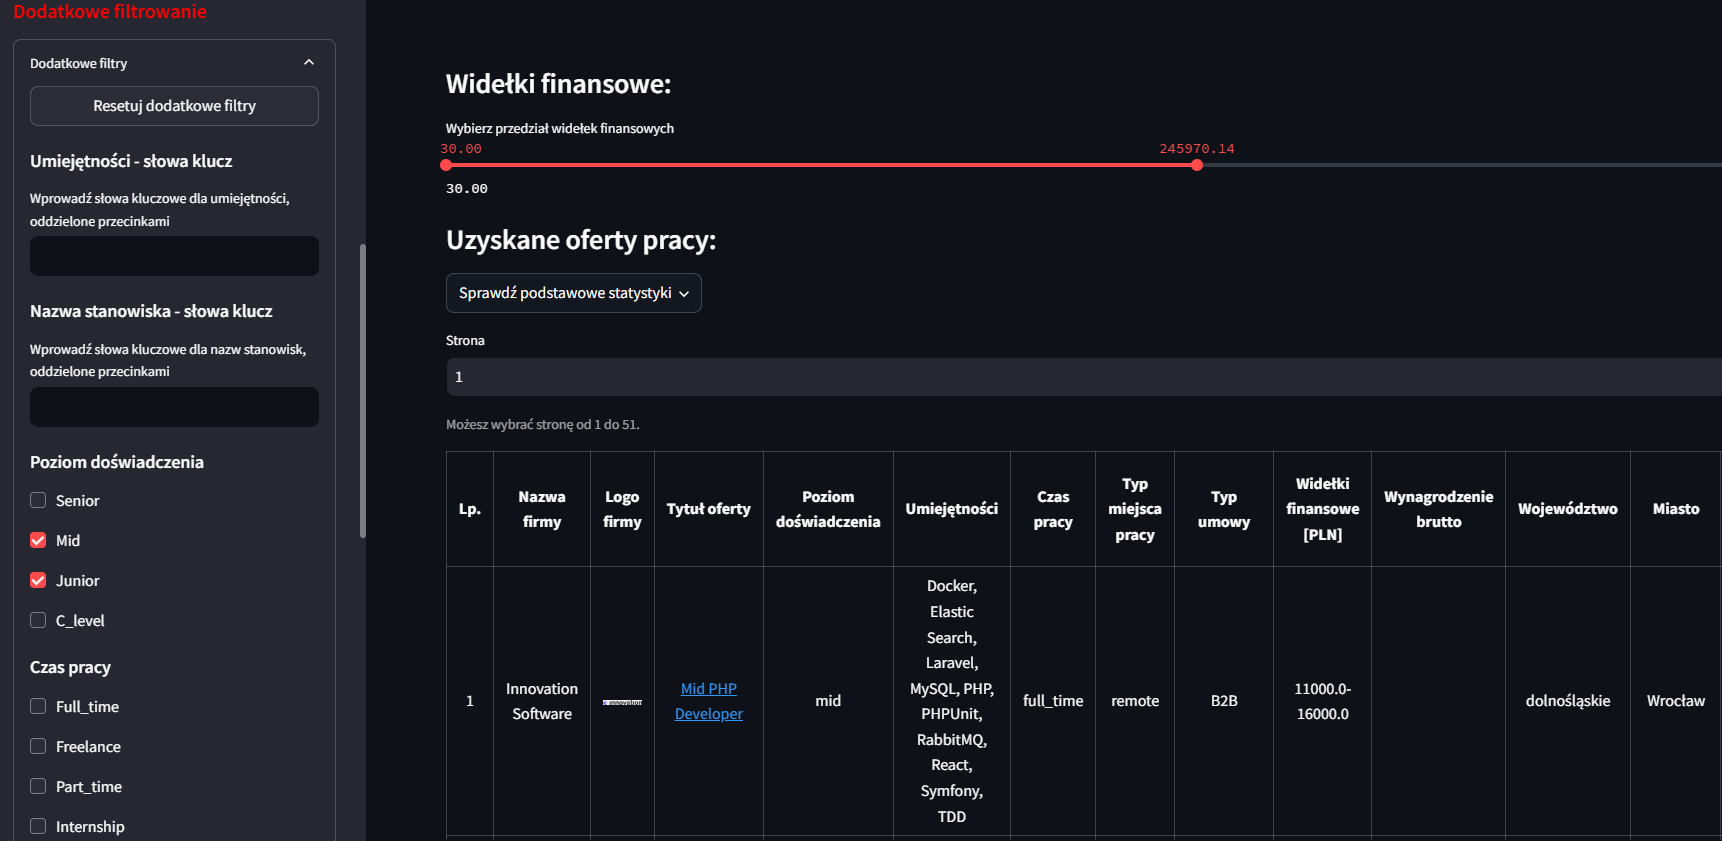 Dodatkowe filtrowanie
Dodatkowe filtry
Resetuj dodatkowe filtry
Umiejętności - słowa klucz
Wprowadź słowa kluczowe dla umiejętności,
oddzielone przecinkami
Nazwa stanowiska - słowa klucz
Wprowadź słowa kluczowe dla nazw stanowisk,
oddzielone przecinkami
Poziom doświadczenia
Senior
Mid
Junior
C_level
Czas pracy
Full_time
Freelance
Part_time
Internship
Widełki finansowe:
Wybierz przedział widełek finansowych
30.00 245970.14
30.00
Uzyskane oferty pracy:
Sprawdź podstawowe statystyki
Strona
1
Możesz wybrać stronę od 1 do 51.
Lp.
Nazwa
firmy
Logo
firmy
Tytuł oferty
Poziom
doświadczenia
Umiejętności
Czas
pracy
Typ
miejsca
pracy
Typ
umowy
Widełki
finansowe
[PLN]
Wynagrodzenie
brutto
Województwo
Miasto
1
Innovation
Software
innovation
Mid PHP
Developer
mid
Docker,
Elastic
Search,
Laravel,
MySQL, PHP,
PHPUnit,
RabbitMQ,
React,
Symfony,
TDD
full_time
remote
B2B
11000.0-
16000.0
dolnośląskie
Wrocław